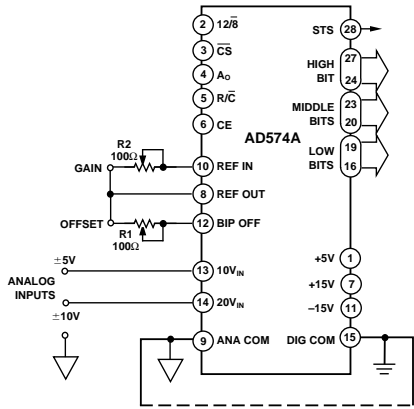 2 12/8̅
3 C̅S̅
4 AO
5 R/C̅
6 CE
AD574A
STS 28
HIGH BIT 27 24
MIDDLE BITS 23 20
LOW BITS 19 16
R2
100Ω
GAIN
10 REF IN
8 REF OUT
OFFSET
12 BIP OFF
R1
100Ω
±5V
13 10VIN
ANALOG INPUTS
14 20VIN
±10V
9 ANA COM
+5V 1
+15V 7
–15V 11
DIG COM 15